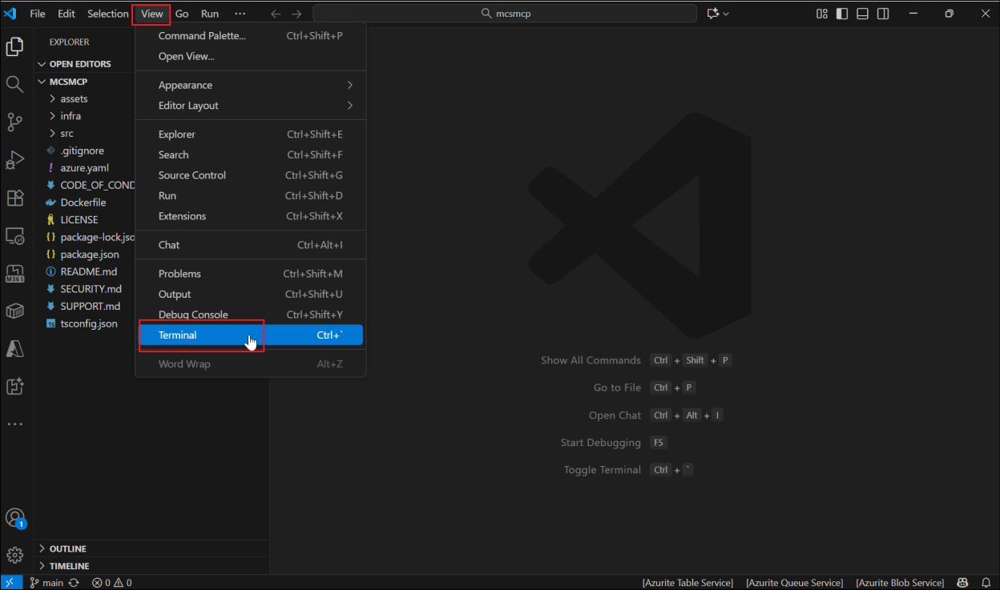 File Edit Selection View Go Run ··· mcsmcp
EXPLORER
OPEN EDITORS
MCSMCP
assets
infra
src
.gitignore
! azure.yaml
CODE_OF_COND
Dockerfile
LICENSE
{} package-lock.jso
{} package.json
README.md
SECURITY.md
SUPPORT.md
TS tsconfig.json
M365
1
OUTLINE
TIMELINE
Command Palette... Ctrl+Shift+P
Open View...
Appearance
Editor Layout
Explorer Ctrl+Shift+E
Search Ctrl+Shift+F
Source Control Ctrl+Shift+G
Run Ctrl+Shift+D
Extensions Ctrl+Shift+X
Chat Ctrl+Alt+I
Problems Ctrl+Shift+M
Output Ctrl+Shift+U
Debug Console Ctrl+Shift+Y
Terminal Ctrl+`
Word Wrap Alt+Z
Show All Commands Ctrl + Shift + P
Go to File Ctrl + P
Open Chat Ctrl + Alt + I
Start Debugging F5
Toggle Terminal Ctrl + `
main 0 0 [Azurite Table Service] [Azurite Queue Service] [Azurite Blob Service]